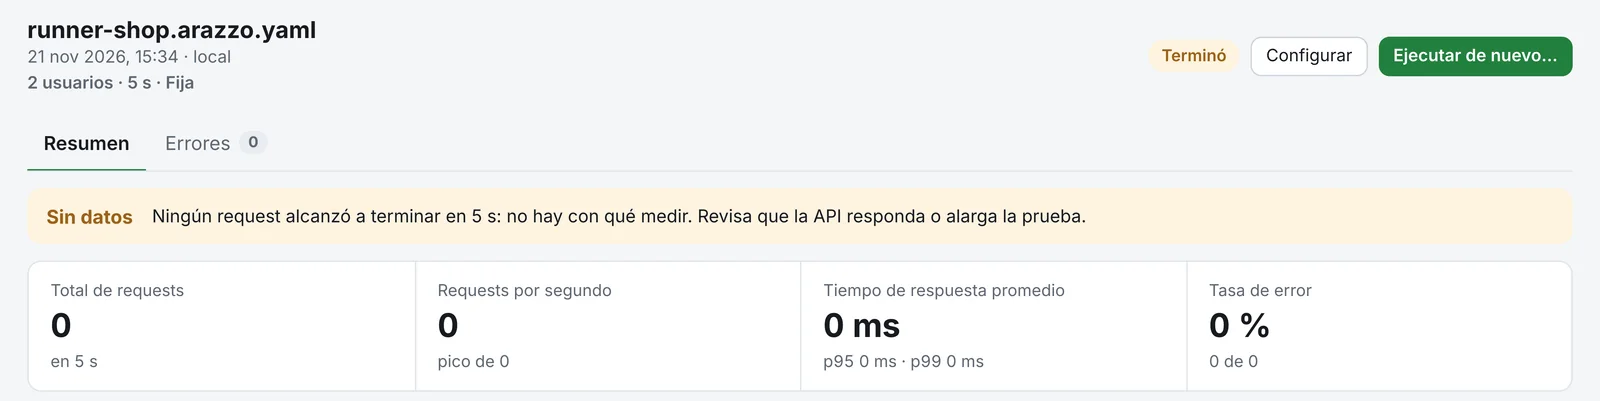 runner-shop.arazzo.yaml
21 nov 2026, 15:34 · local
2 usuarios · 5 s · Fija
Terminó
Configurar
Ejecutar de nuevo...
Resumen
Errores 0
Sin datos Ningún request alcanzó a terminar en 5 s: no hay con qué medir. Revisa que la API responda o alarga la prueba.
Total de requests
0
en 5 s
Requests por segundo
0
pico de 0
Tiempo de respuesta promedio
0 ms
p95 0 ms · p99 0 ms
Tasa de error
0 %
0 de 0